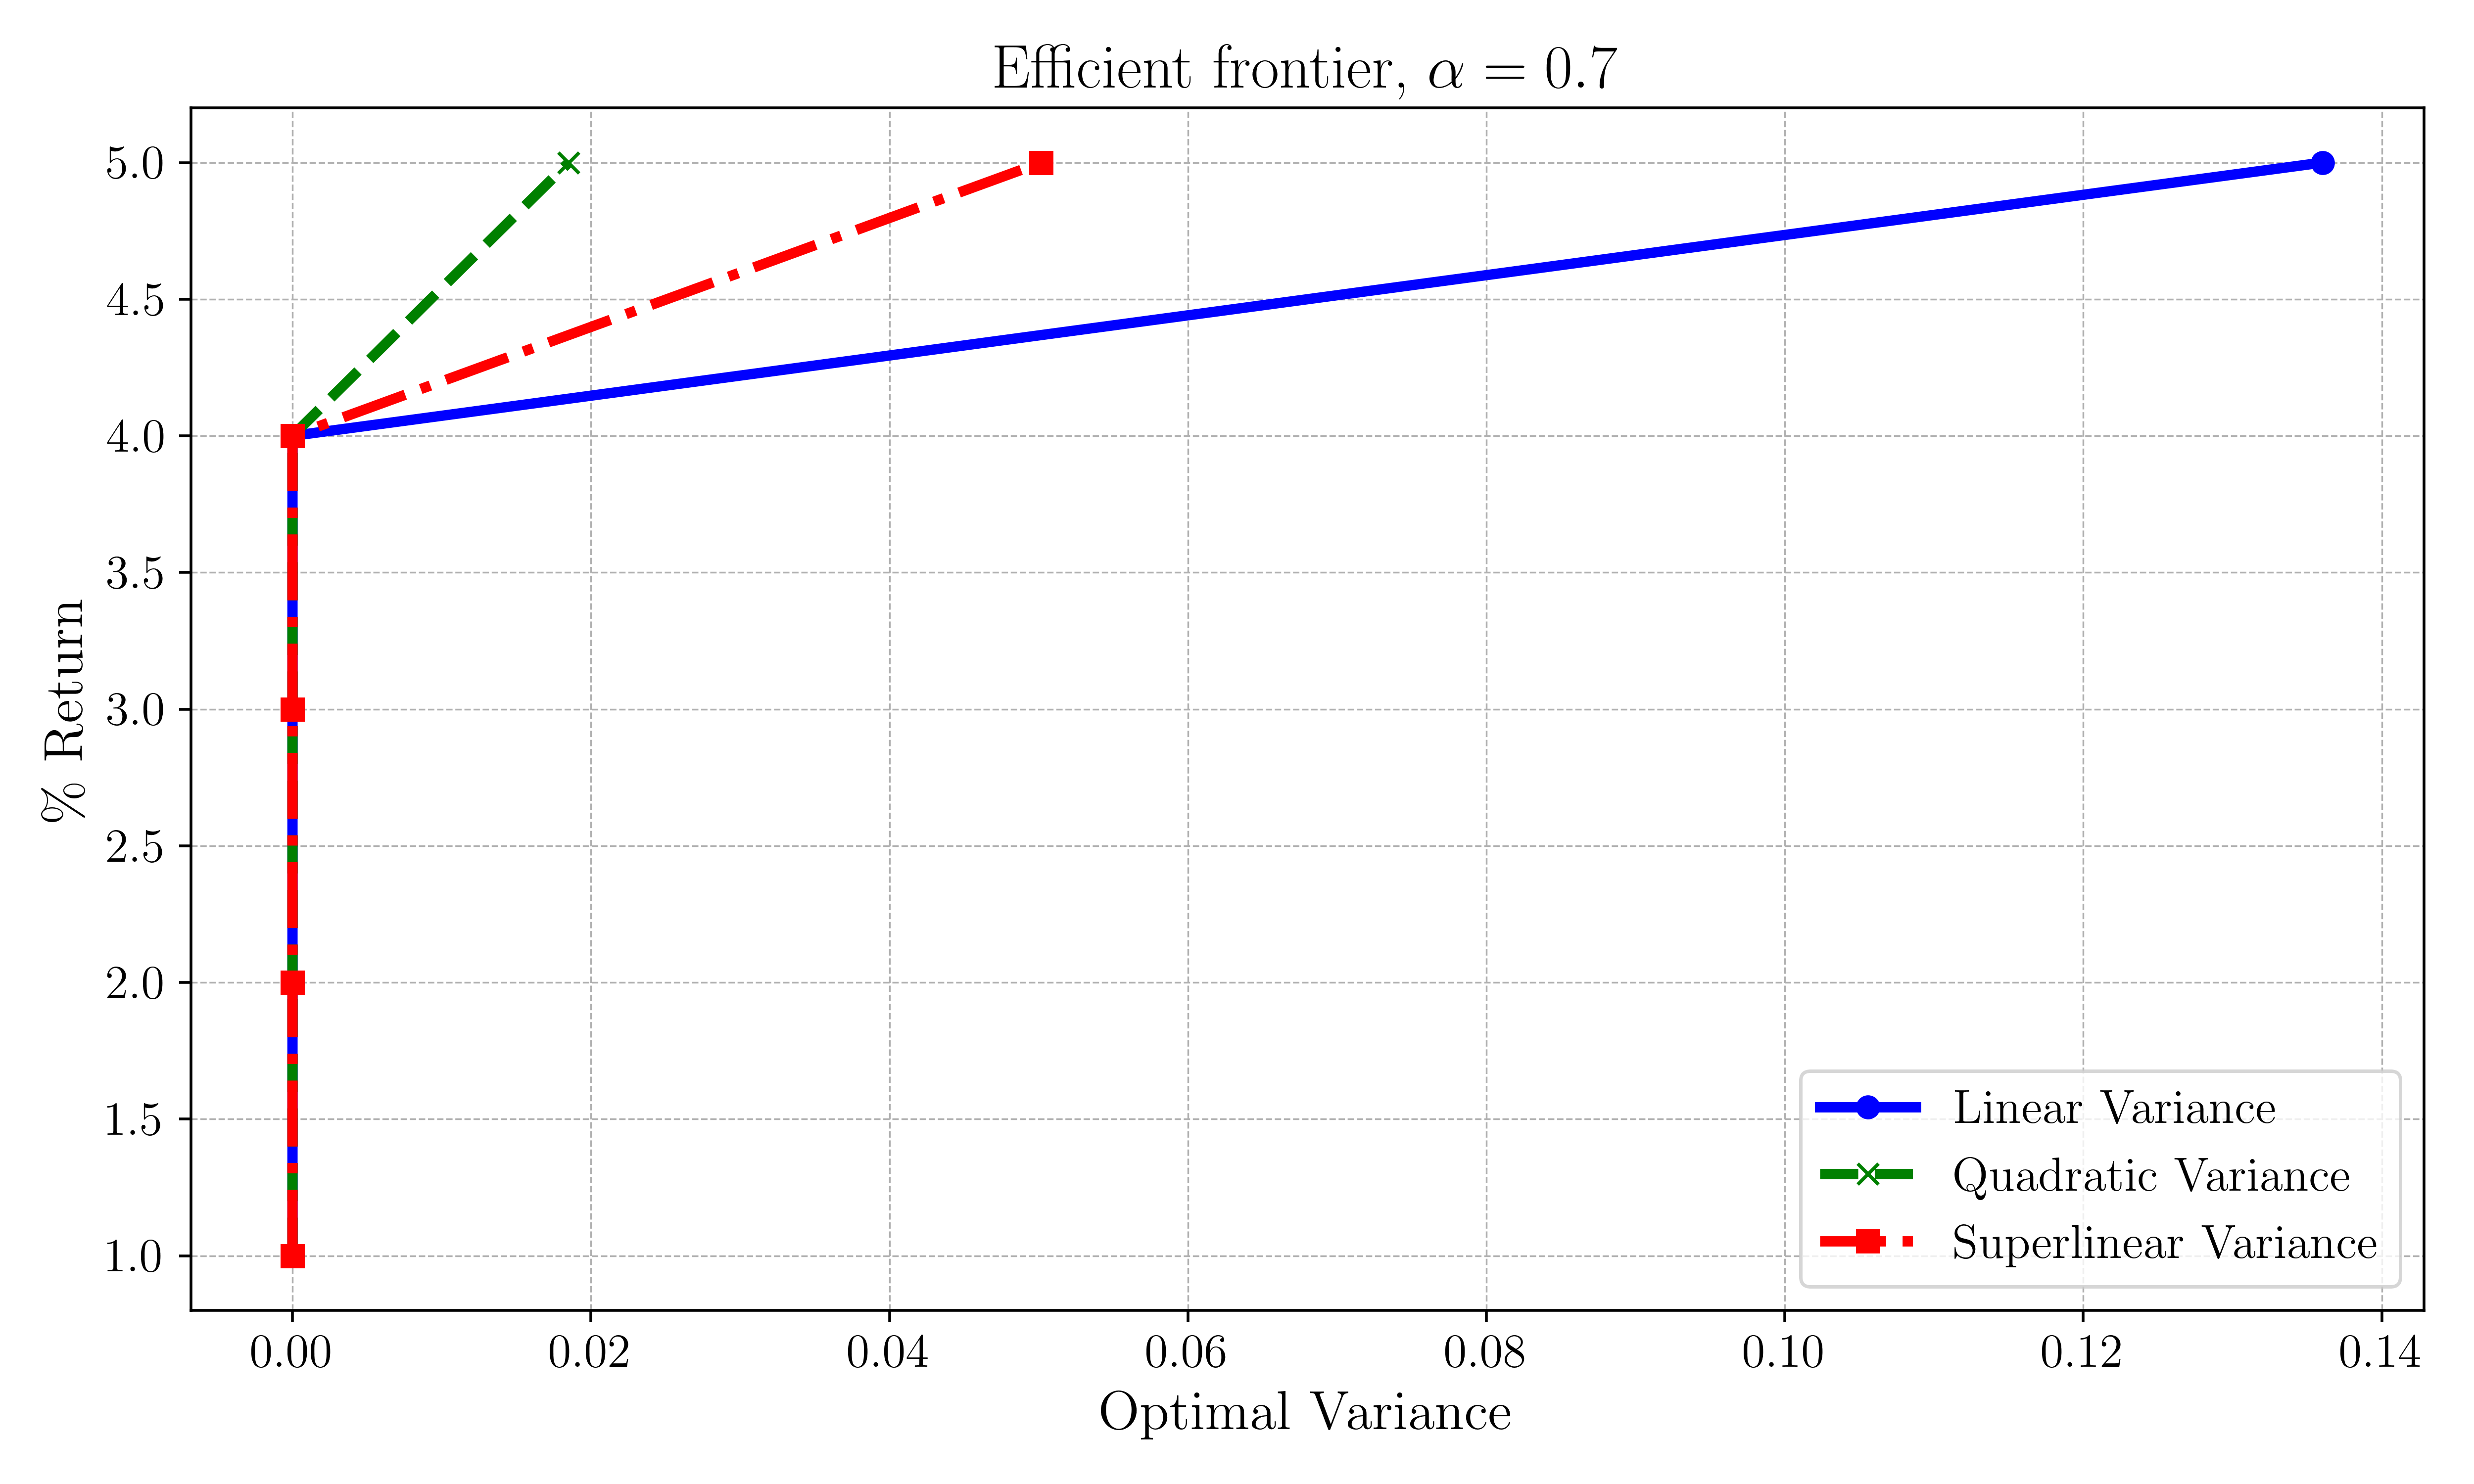 Efficient frontier, α = 0.7
% Return
5.0
4.5
4.0
3.5
3.0
2.5
2.0
1.5
1.0
Linear Variance
Quadratic Variance
Superlinear Variance
0.00 0.02 0.04 0.06 0.08 0.10 0.12 0.14
Optimal Variance